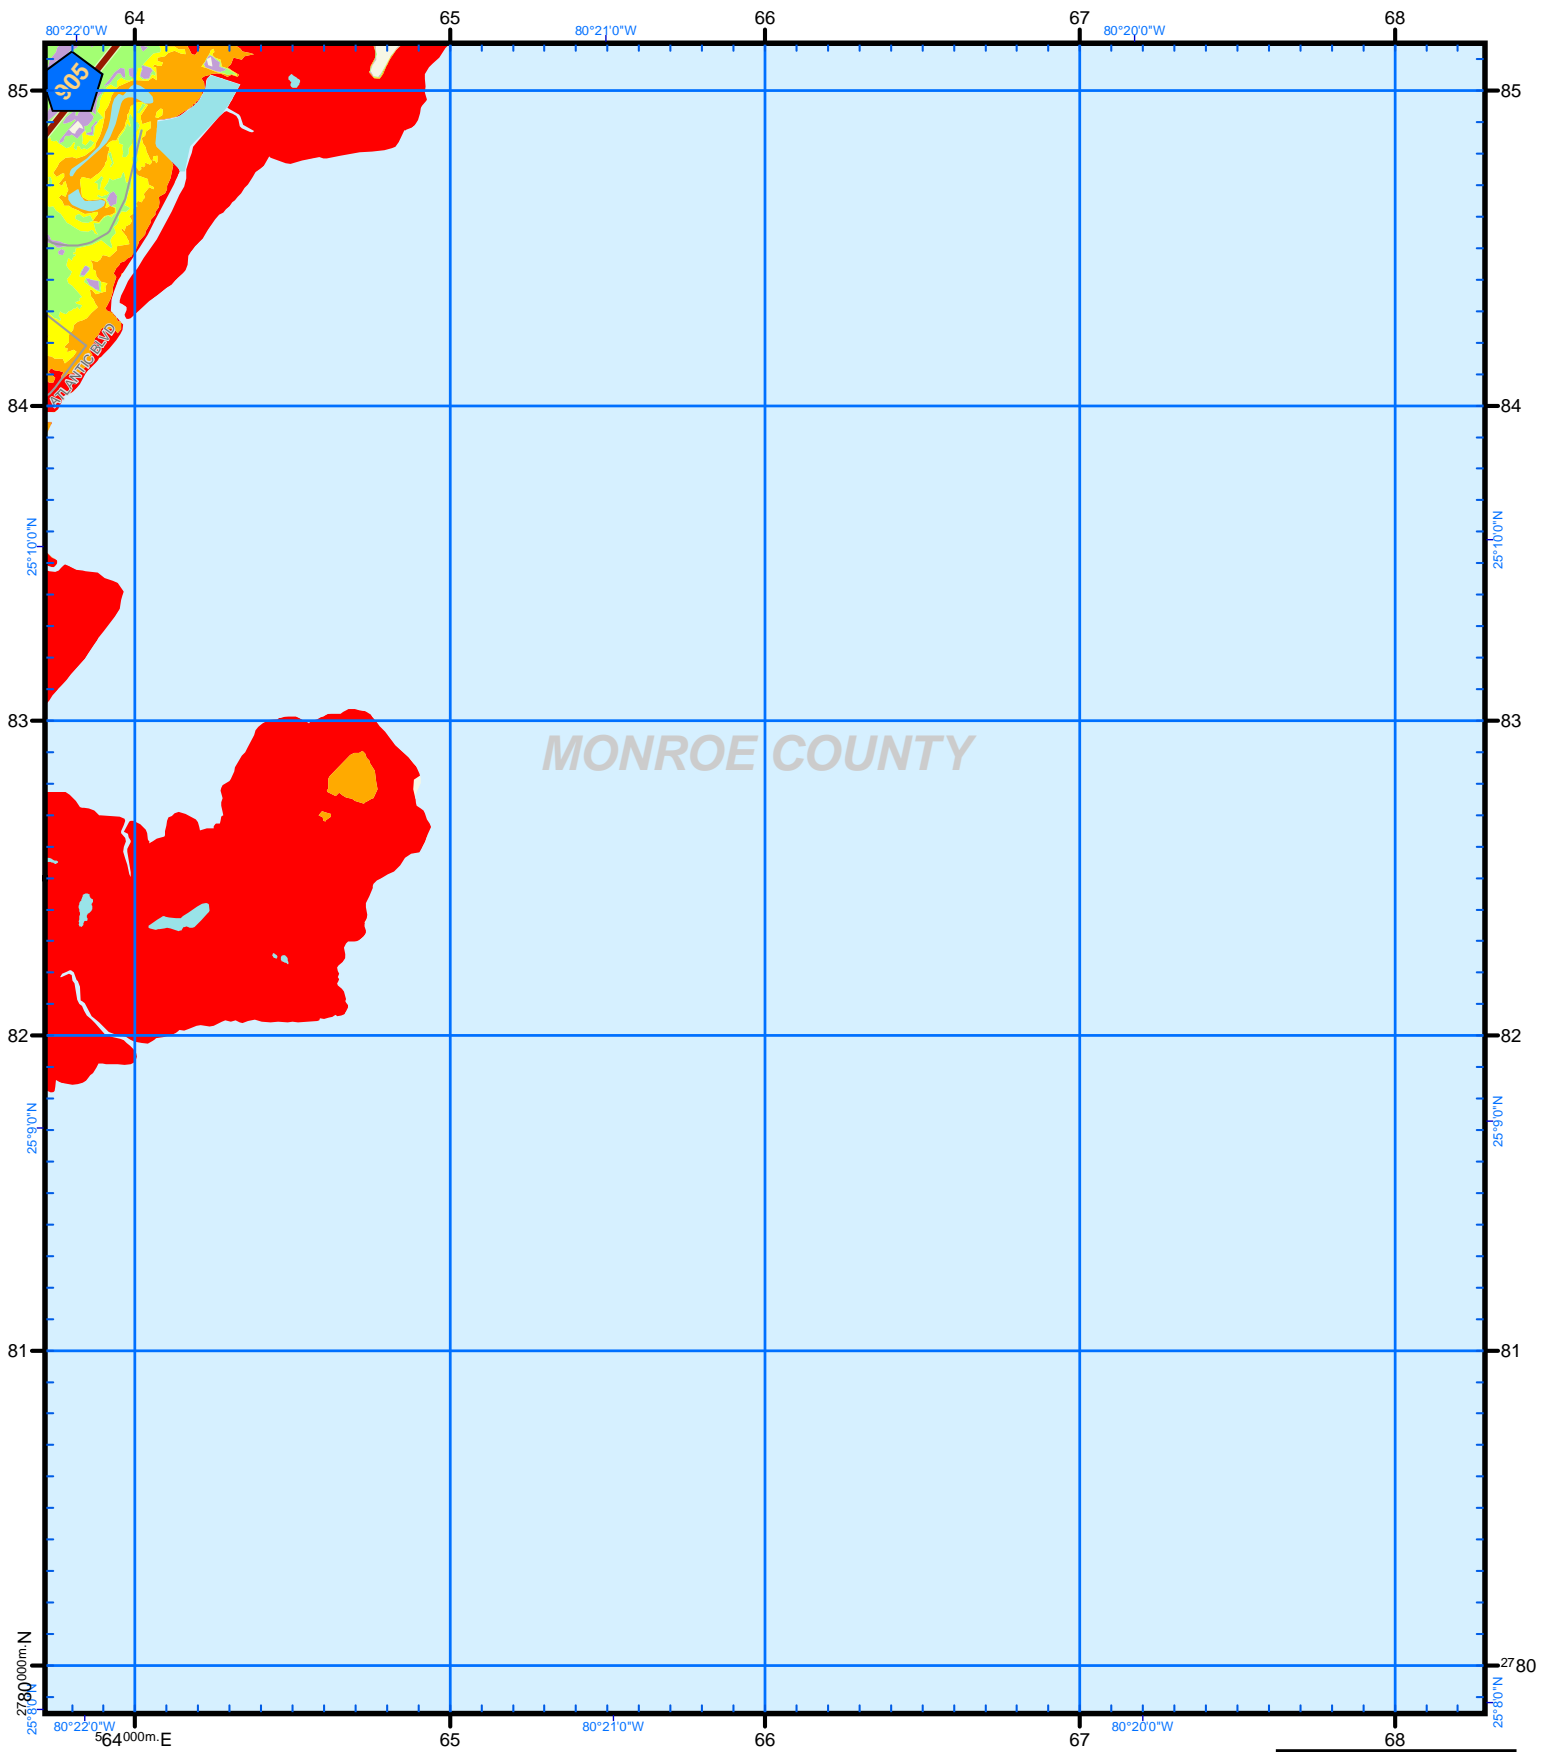 64 65 66 67 68
80°22'0"W 80°21'0"W 80°20'0"W
905
85 85
ATLANTIC BLVD
84 84
25°10'0"N 25°10'0"N
83 83
MONROE COUNTY
82 82
25°9'0"N 25°9'0"N
81 81
2780000m.N 2780
25°8'0"N 25°8'0"N
80°22'0"W 80°21'0"W 80°20'0"W
564000m.E 65 66 67 68